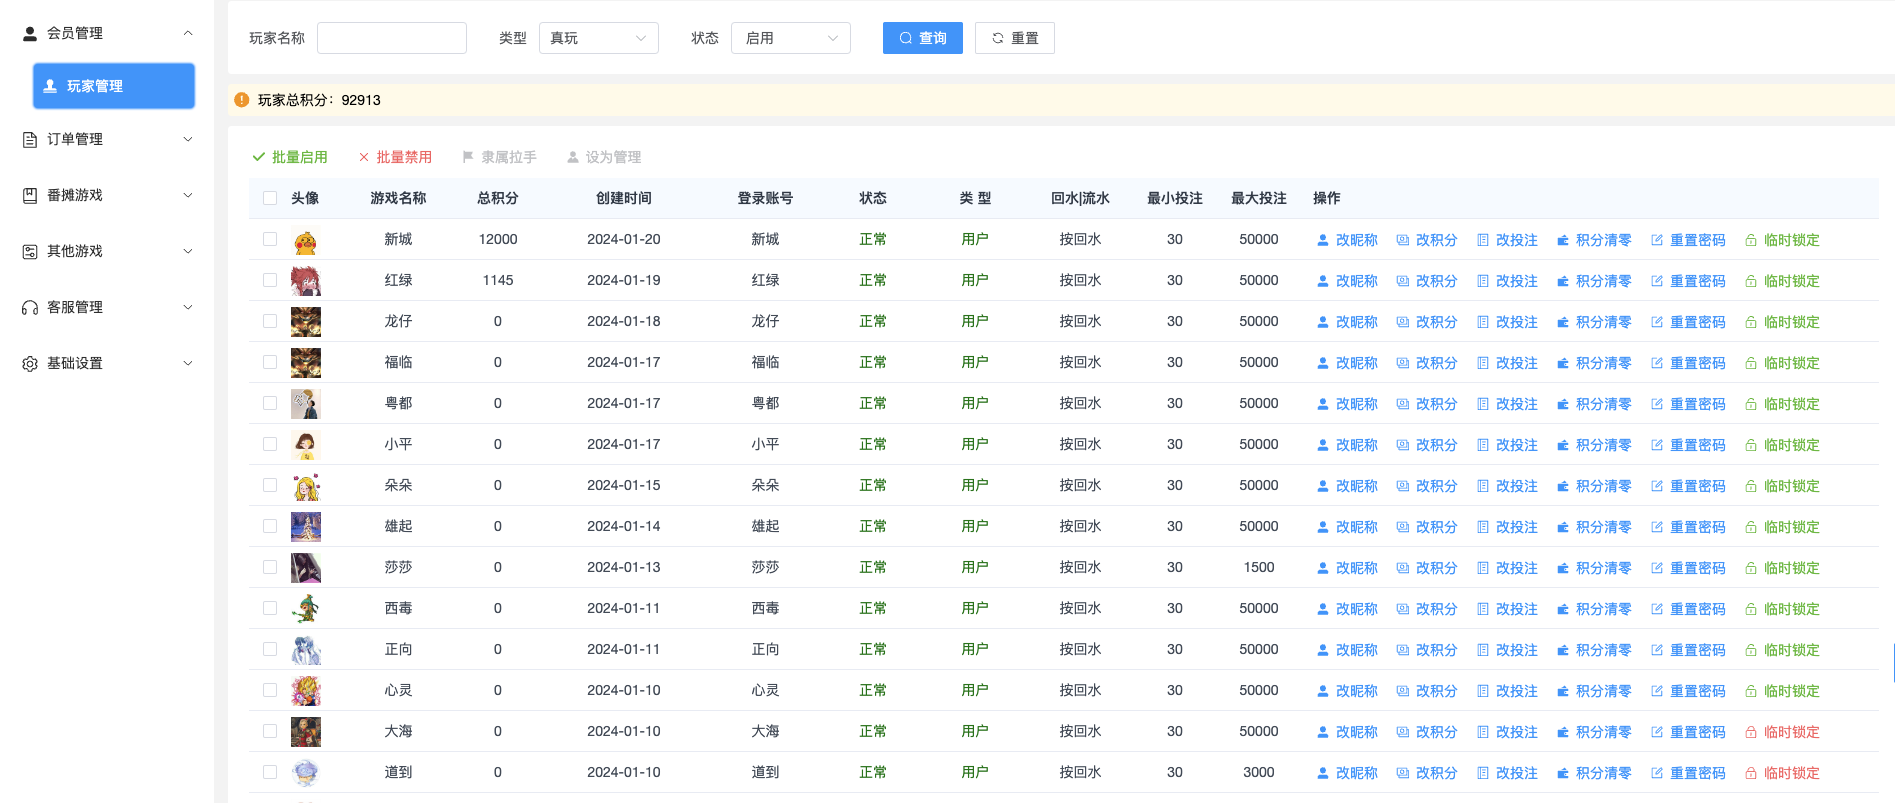 会员管理
玩家管理
订单管理
番摊游戏
其他游戏
客服管理
基础设置
玩家名称 类型 真玩 状态 启用 查询 重置
玩家总积分：92913
批量启用 批量禁用 隶属拉手 设为管理
头像 游戏名称 总积分 创建时间 登录账号 状态 类 型 回水|流水 最小投注 最大投注 操作
新城 12000 2024-01-20 新城 正常 用户 按回水 30 50000 改昵称 改积分 改投注 积分清零 重置密码 临时锁定
红绿 1145 2024-01-19 红绿 正常 用户 按回水 30 50000 改昵称 改积分 改投注 积分清零 重置密码 临时锁定
龙仔 0 2024-01-18 龙仔 正常 用户 按回水 30 50000 改昵称 改积分 改投注 积分清零 重置密码 临时锁定
福临 0 2024-01-17 福临 正常 用户 按回水 30 50000 改昵称 改积分 改投注 积分清零 重置密码 临时锁定
粤都 0 2024-01-17 粤都 正常 用户 按回水 30 50000 改昵称 改积分 改投注 积分清零 重置密码 临时锁定
小平 0 2024-01-17 小平 正常 用户 按回水 30 50000 改昵称 改积分 改投注 积分清零 重置密码 临时锁定
朵朵 0 2024-01-15 朵朵 正常 用户 按回水 30 50000 改昵称 改积分 改投注 积分清零 重置密码 临时锁定
雄起 0 2024-01-14 雄起 正常 用户 按回水 30 50000 改昵称 改积分 改投注 积分清零 重置密码 临时锁定
莎莎 0 2024-01-13 莎莎 正常 用户 按回水 30 1500 改昵称 改积分 改投注 积分清零 重置密码 临时锁定
西毒 0 2024-01-11 西毒 正常 用户 按回水 30 50000 改昵称 改积分 改投注 积分清零 重置密码 临时锁定
正向 0 2024-01-11 正向 正常 用户 按回水 30 50000 改昵称 改积分 改投注 积分清零 重置密码 临时锁定
心灵 0 2024-01-10 心灵 正常 用户 按回水 30 50000 改昵称 改积分 改投注 积分清零 重置密码 临时锁定
大海 0 2024-01-10 大海 正常 用户 按回水 30 50000 改昵称 改积分 改投注 积分清零 重置密码 临时锁定
道到 0 2024-01-10 道到 正常 用户 按回水 30 3000 改昵称 改积分 改投注 积分清零 重置密码 临时锁定